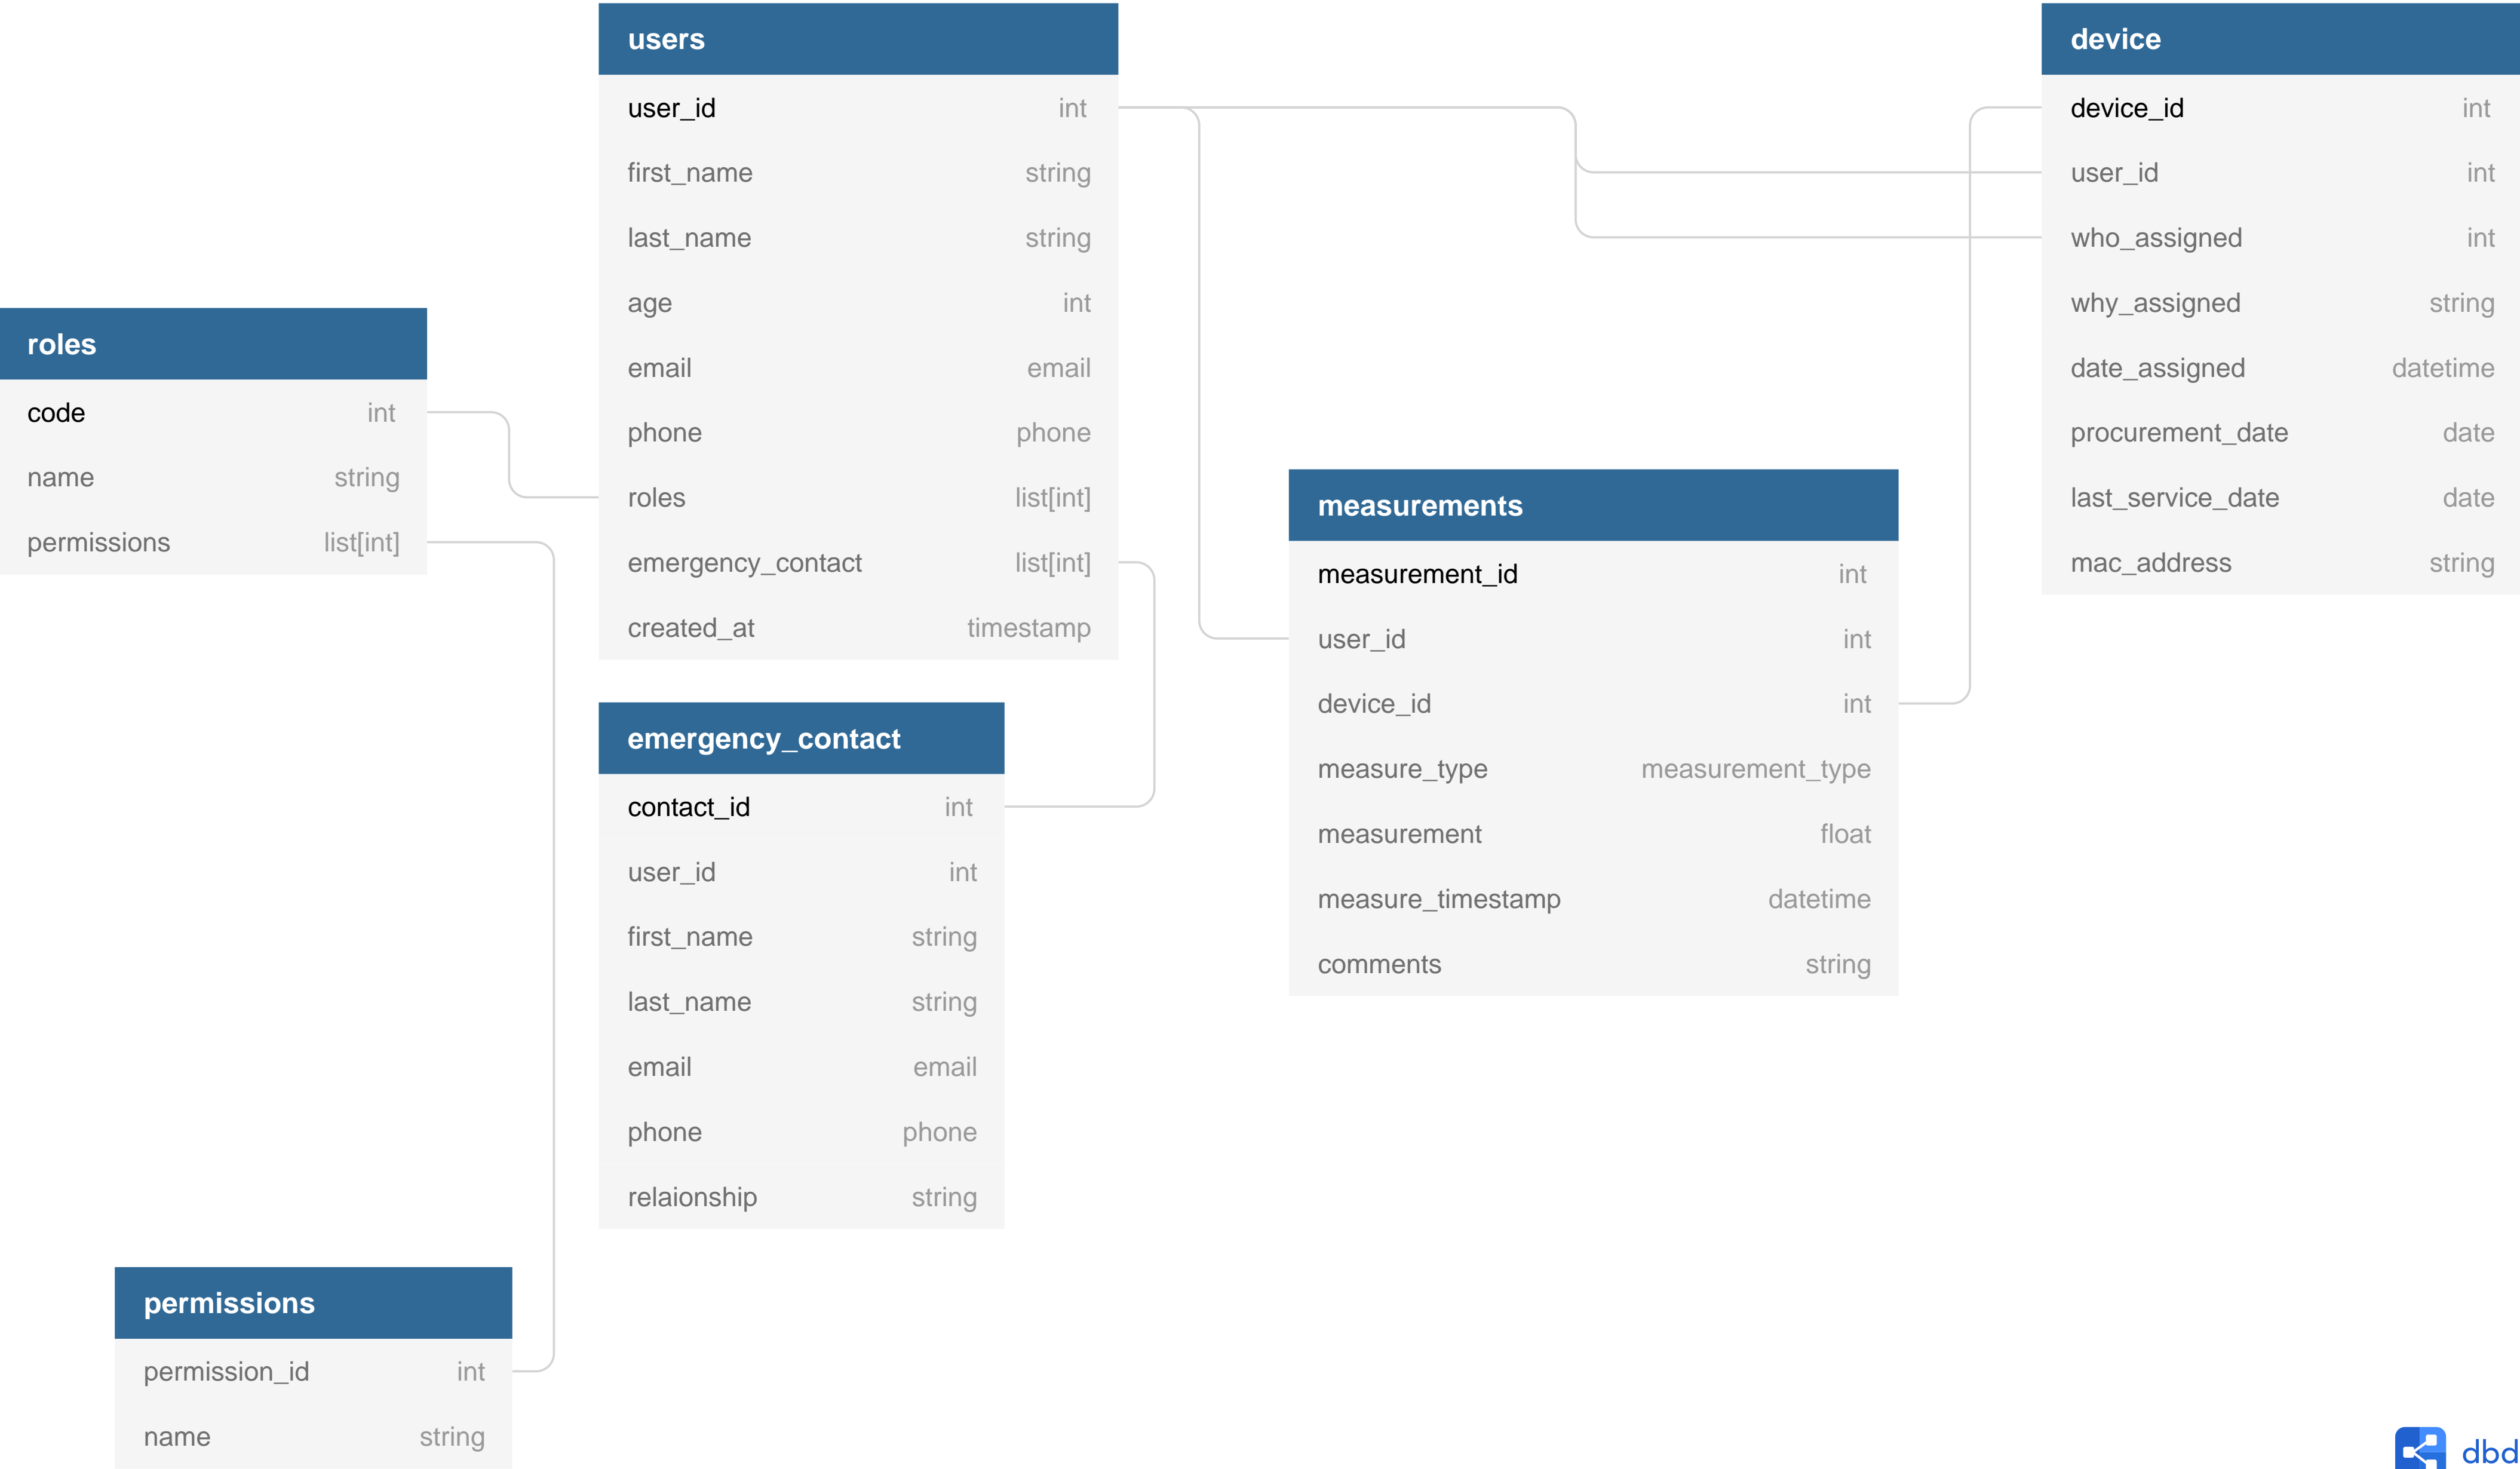 users
user_id int
first_name string
last_name string
age int
email email
phone phone
roles list[int]
emergency_contact list[int]
created_at timestamp
device
device_id int
user_id int
who_assigned int
why_assigned string
date_assigned datetime
procurement_date date
last_service_date date
mac_address string
roles
code int
name string
permissions list[int]
measurements
measurement_id int
user_id int
device_id int
measure_type measurement_type
measurement float
measure_timestamp datetime
comments string
emergency_contact
contact_id int
user_id int
first_name string
last_name string
email email
phone phone
relaionship string
permissions
permission_id int
name string
dbd